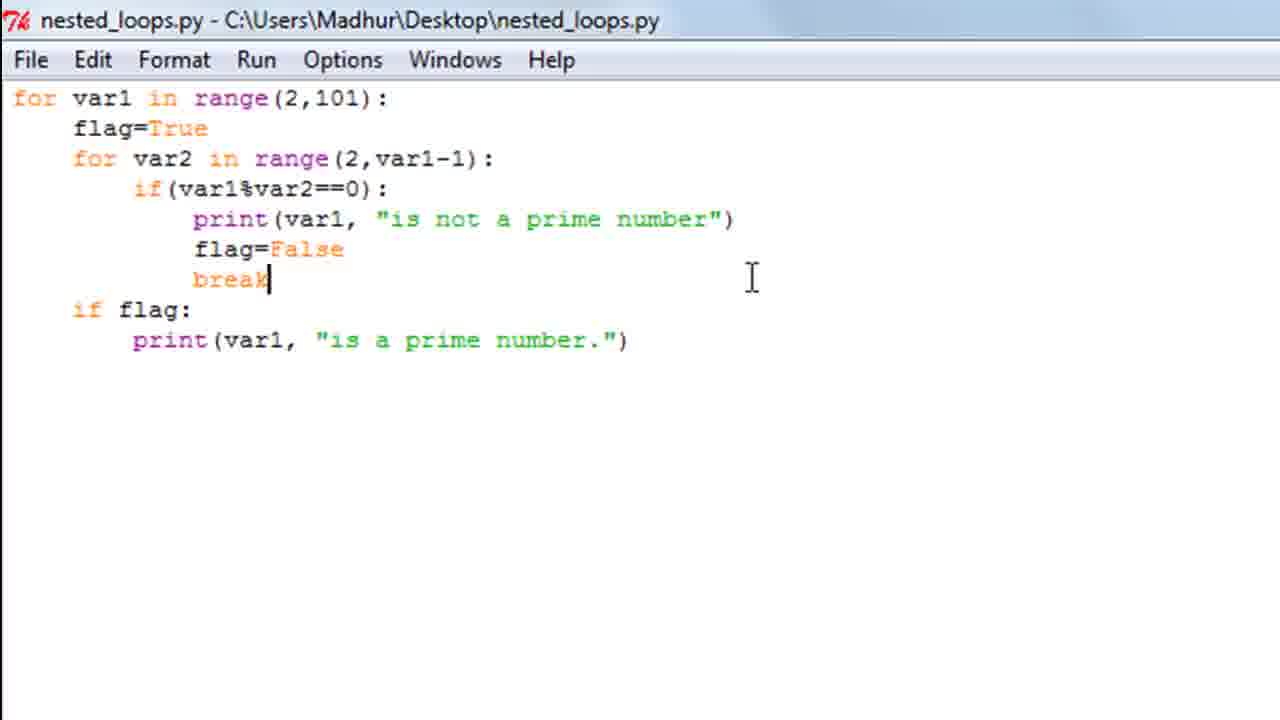 nested_loops.py - C:\Users\Madhur\Desktop\nested_loops.py
File Edit Format Run Options Windows Help
for var1 in range(2,101):
    flag=True
    for var2 in range(2,var1-1):
        if(var1%var2==0):
            print(var1, "is not a prime number")
            flag=False
            break
    if flag:
        print(var1, "is a prime number.")